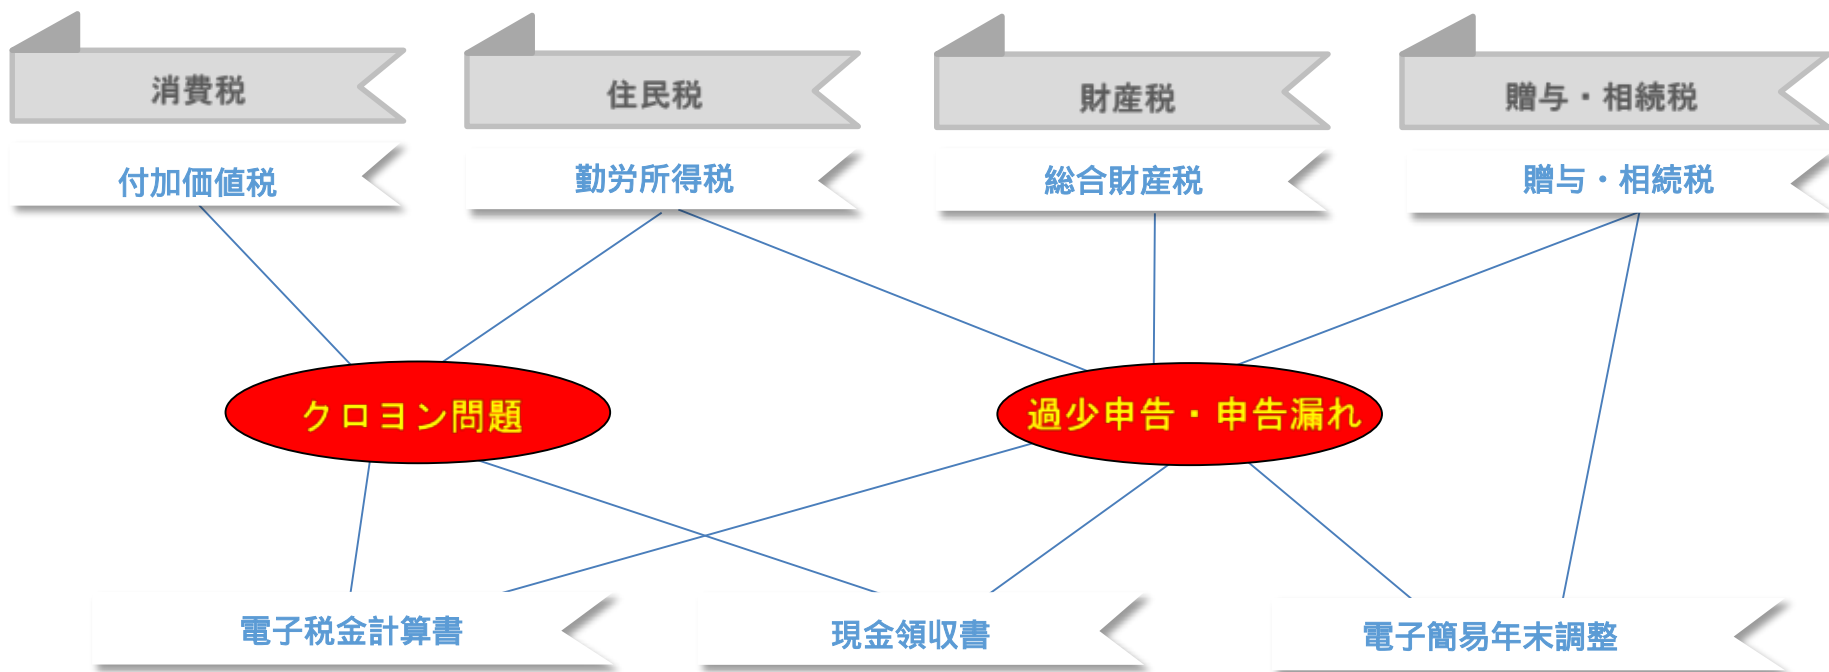 消費税
住民税
財産税
贈与・相続税
付加価値税
勤労所得税
総合財産税
贈与・相続税
クロヨン問題
過少申告・申告漏れ
電子税金計算書
現金領収書
電子簡易年末調整